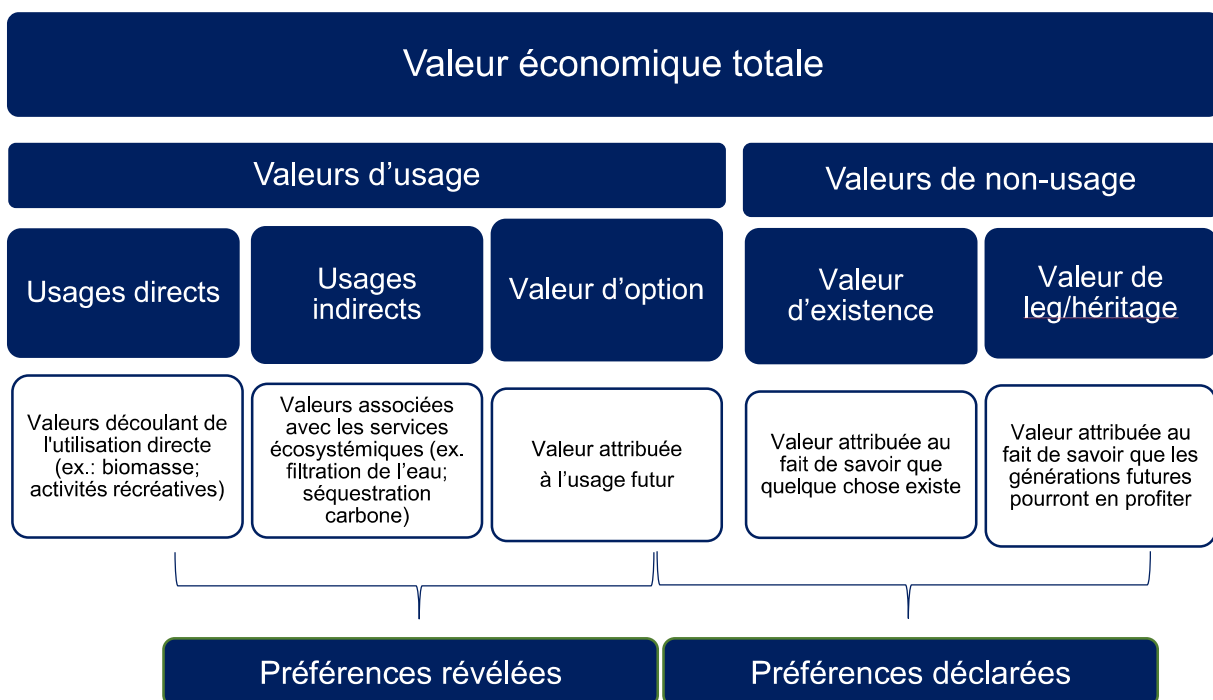 Valeur économique totale
Valeurs d'usage
Valeurs de non-usage
Usages directs
Usages
indirects
Valeur d'option
Valeur
d'existence
Valeur de
leg/héritage
Valeurs découlant de
l'utilisation directe
(ex.: biomasse;
activités récréatives)
Valeurs associées
avec les services
écosystémiques (ex.
filtration de l'eau;
séquestration
carbone)
Valeur attribuée
à l'usage futur
Valeur attribuée au
fait de savoir que
quelque chose existe
Valeur attribuée au
fait de savoir que les
générations futures
pourront en profiter
Préférences révélées
Préférences déclarées